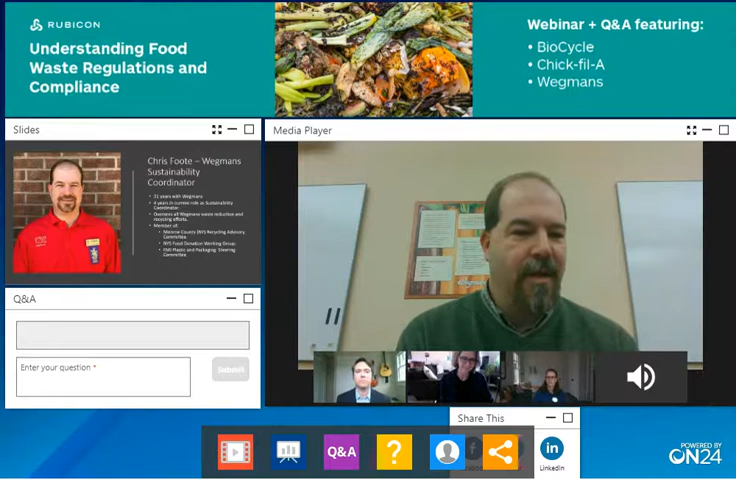 RUBICON
Understanding Food
Waste Regulations and
Compliance
Webinar + Q&A featuring:
• BioCycle
• Chick-fil-A
• Wegmans
Slides
Chris Foote – Wegmans
Sustainability
Coordinator
• 31 years with Wegmans
• 4 years in current role as Sustainability
Coordinator.
• Oversees all Wegmans waste reduction and
recycling efforts.
• Member of:
• Monroe County (NY) Recycling Advisory
Committee
• NYS Food Donation Working Group
• FMI Plastic and Packaging Steering
Committee
Media Player
Q&A
Enter your question *
Submit
Share This
LinkedIn
Q&A
?
f
in
POWERED BY
ON24